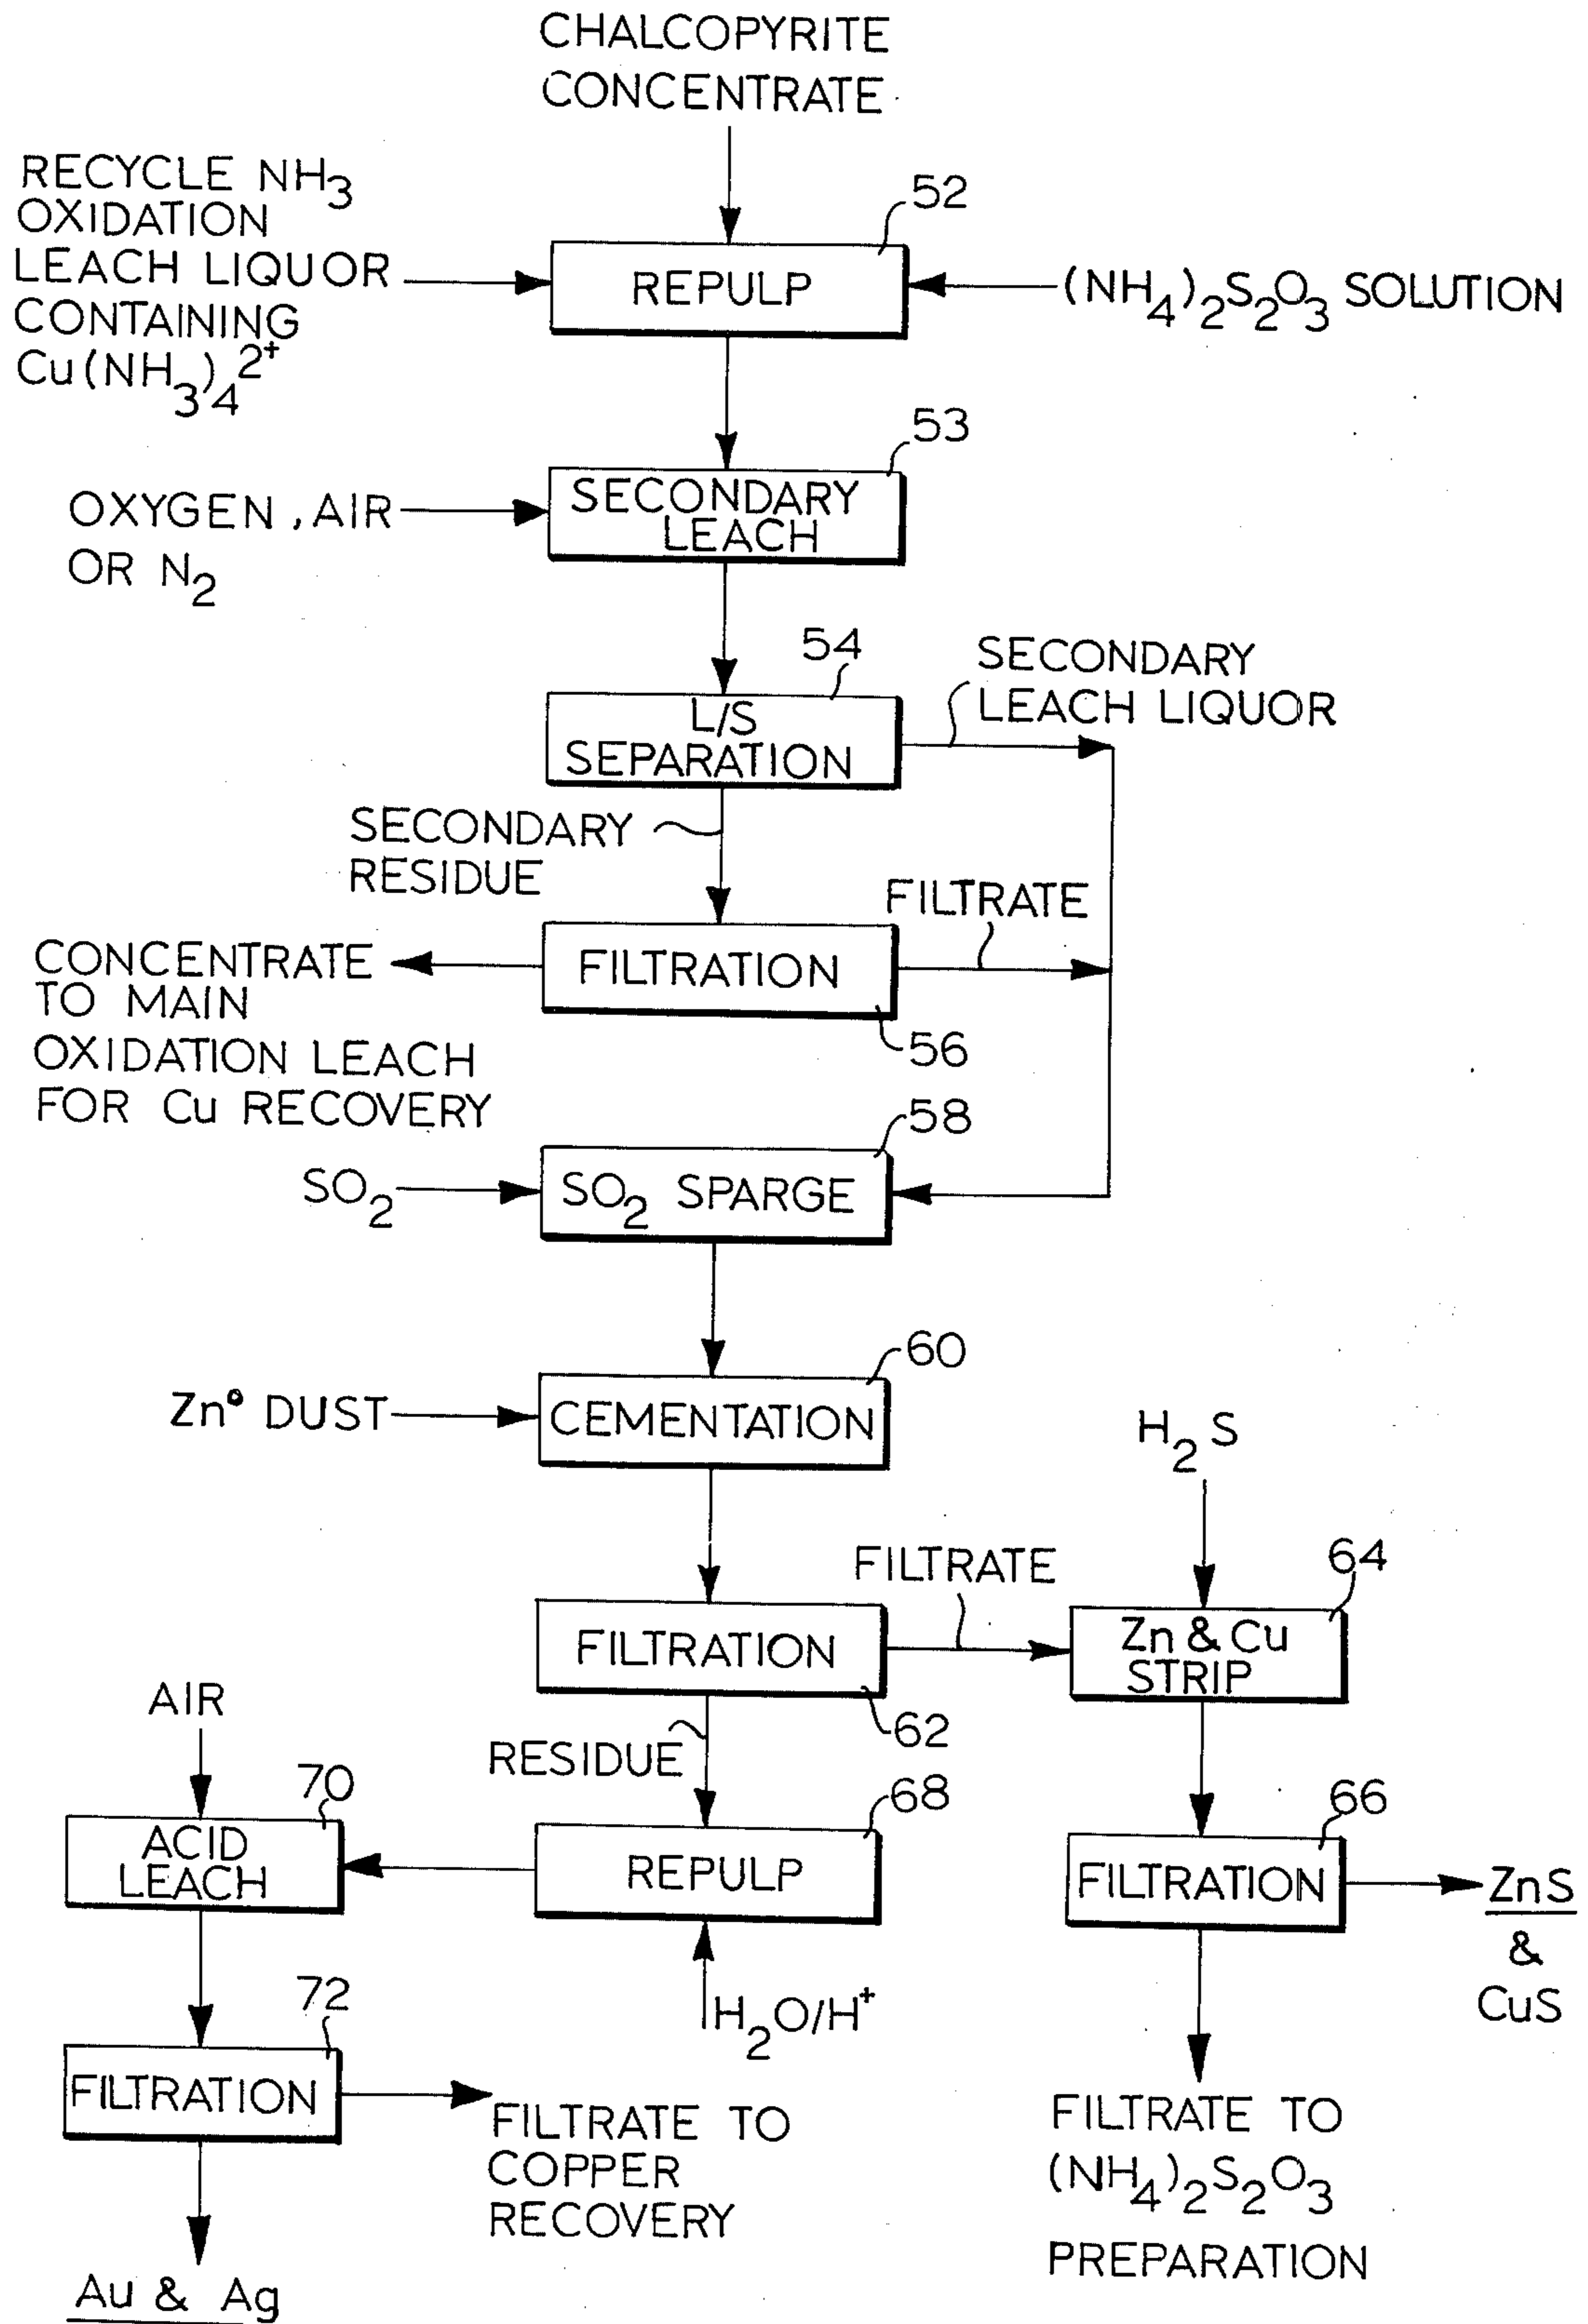 CHALCOPYRITE
CONCENTRATE
RECYCLE NH₃
OXIDATION
LEACH LIQUOR
CONTAINING
Cu(NH₃)₄²⁺
52
REPULP
(NH₄)₂S₂O₃ SOLUTION
53
SECONDARY
LEACH
OXYGEN, AIR
OR N₂
54
L/S
SEPARATION
SECONDARY
LEACH LIQUOR
SECONDARY
RESIDUE
FILTRATE
FILTRATION
56
CONCENTRATE
TO MAIN
OXIDATION LEACH
FOR Cu RECOVERY
58
SO₂
SO₂ SPARGE
60
Zn° DUST
CEMENTATION
H₂S
FILTRATE
64
Zn & Cu
STRIP
FILTRATION
62
RESIDUE
AIR
70
ACID
LEACH
68
REPULP
H₂O/H⁺
66
FILTRATION
ZnS
&
CuS
72
FILTRATION
FILTRATE TO
COPPER
RECOVERY
FILTRATE TO
(NH₄)₂S₂O₃
PREPARATION
Au & Ag